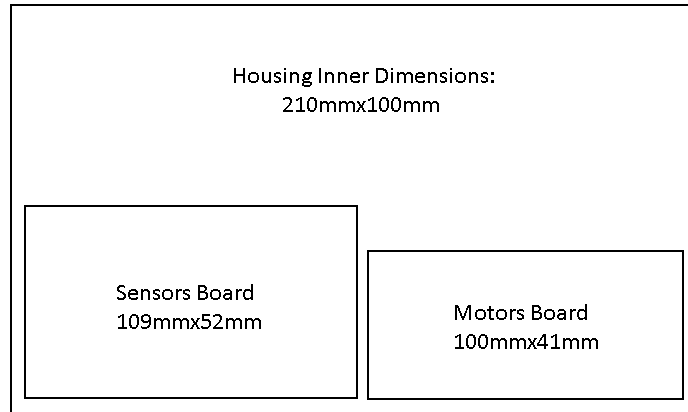 Housing Inner Dimensions:
210mmx100mm
Sensors Board
109mmx52mm
Motors Board
100mmx41mm